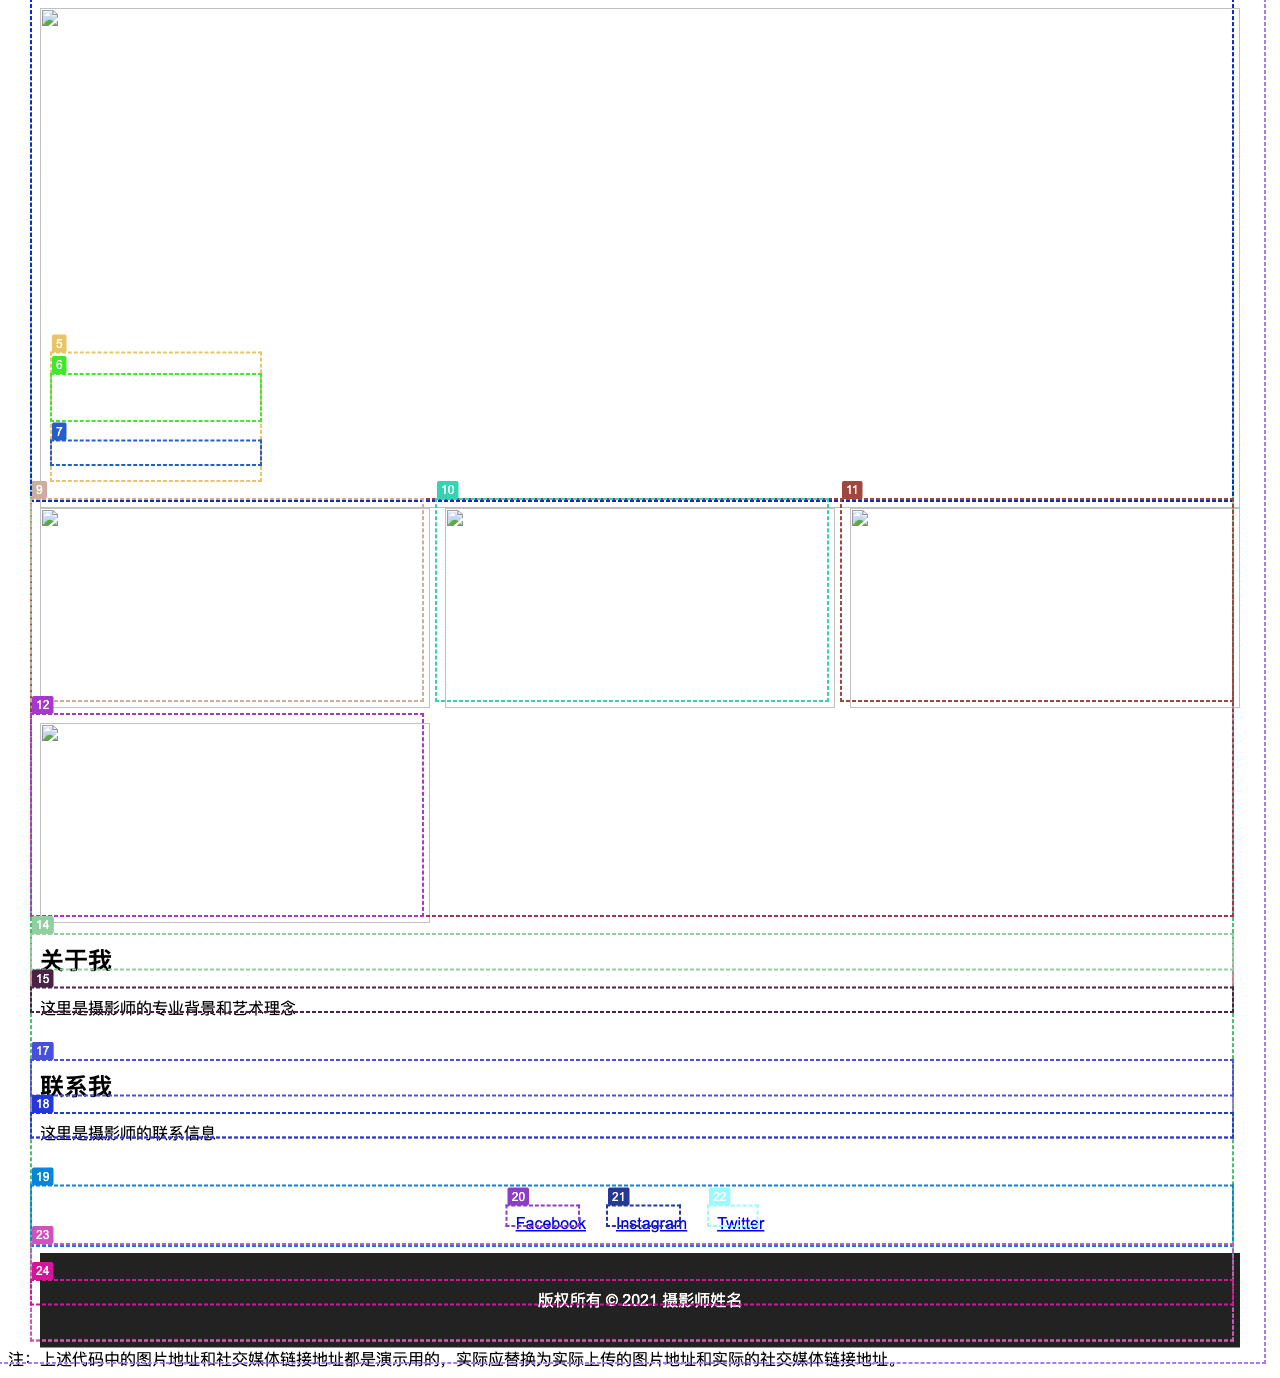 5
6
7
9
10
11
12
14
关于我
15
这里是摄影师的专业背景和艺术理念
17
联系我
18
这里是摄影师的联系信息
19
20 21 22
Facebook Instagram Twitter
23
24
版权所有 © 2021 摄影师姓名
注：上述代码中的图片地址和社交媒体链接地址都是演示用的，实际应替换为实际上传的图片地址和实际的社交媒体链接地址。